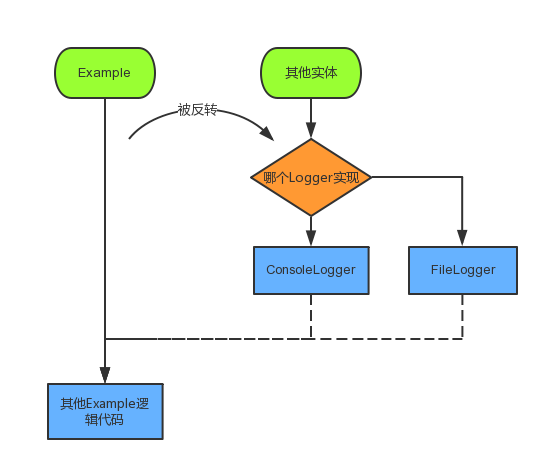 Example
其他实体
被反转
哪个Logger实现
ConsoleLogger
FileLogger
其他Example逻
辑代码